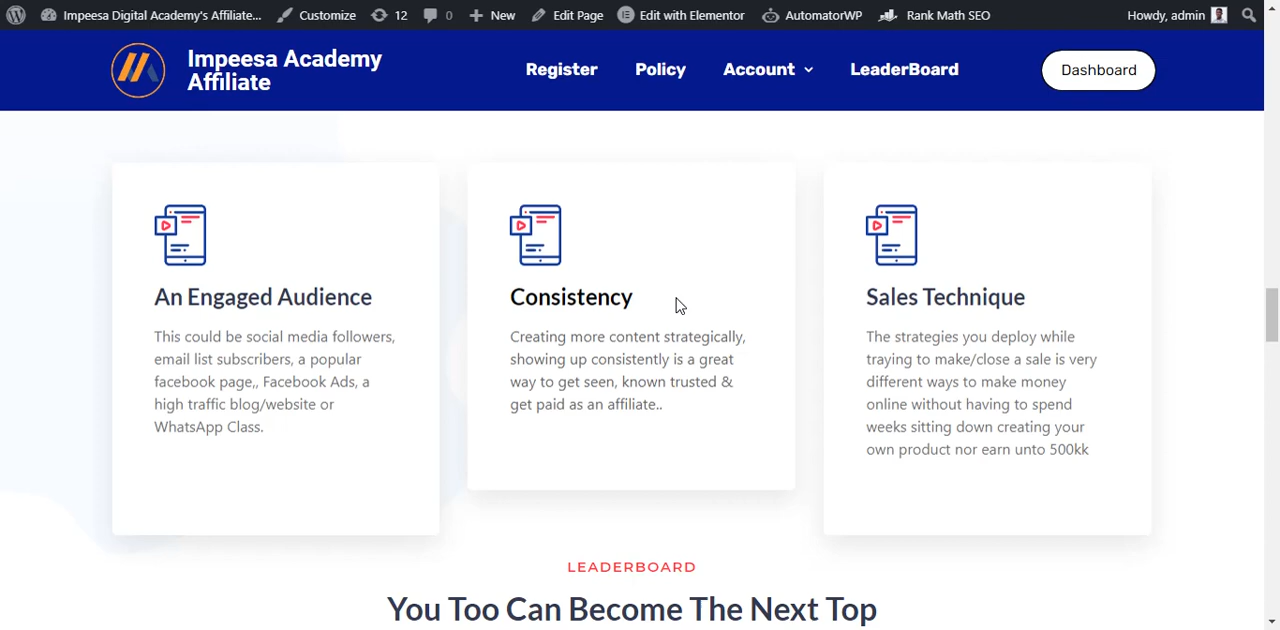 Impeesa Digital Academy's Affiliate... Customize 12 0 New Edit Page Edit with Elementor AutomatorWP Rank Math SEO Howdy, admin
Impeesa Academy
Affiliate
Register Policy Account LeaderBoard Dashboard
An Engaged Audience
This could be social media followers,
email list subscribers, a popular
facebook page,, Facebook Ads, a
high traffic blog/website or
WhatsApp Class.
Consistency
Creating more content strategically,
showing up consistently is a great
way to get seen, known trusted &
get paid as an affiliate..
Sales Technique
The strategies you deploy while
traying to make/close a sale is very
different ways to make money
online without having to spend
weeks sitting down creating your
own product nor earn unto 500kk
LEADERBOARD
You Too Can Become The Next Top